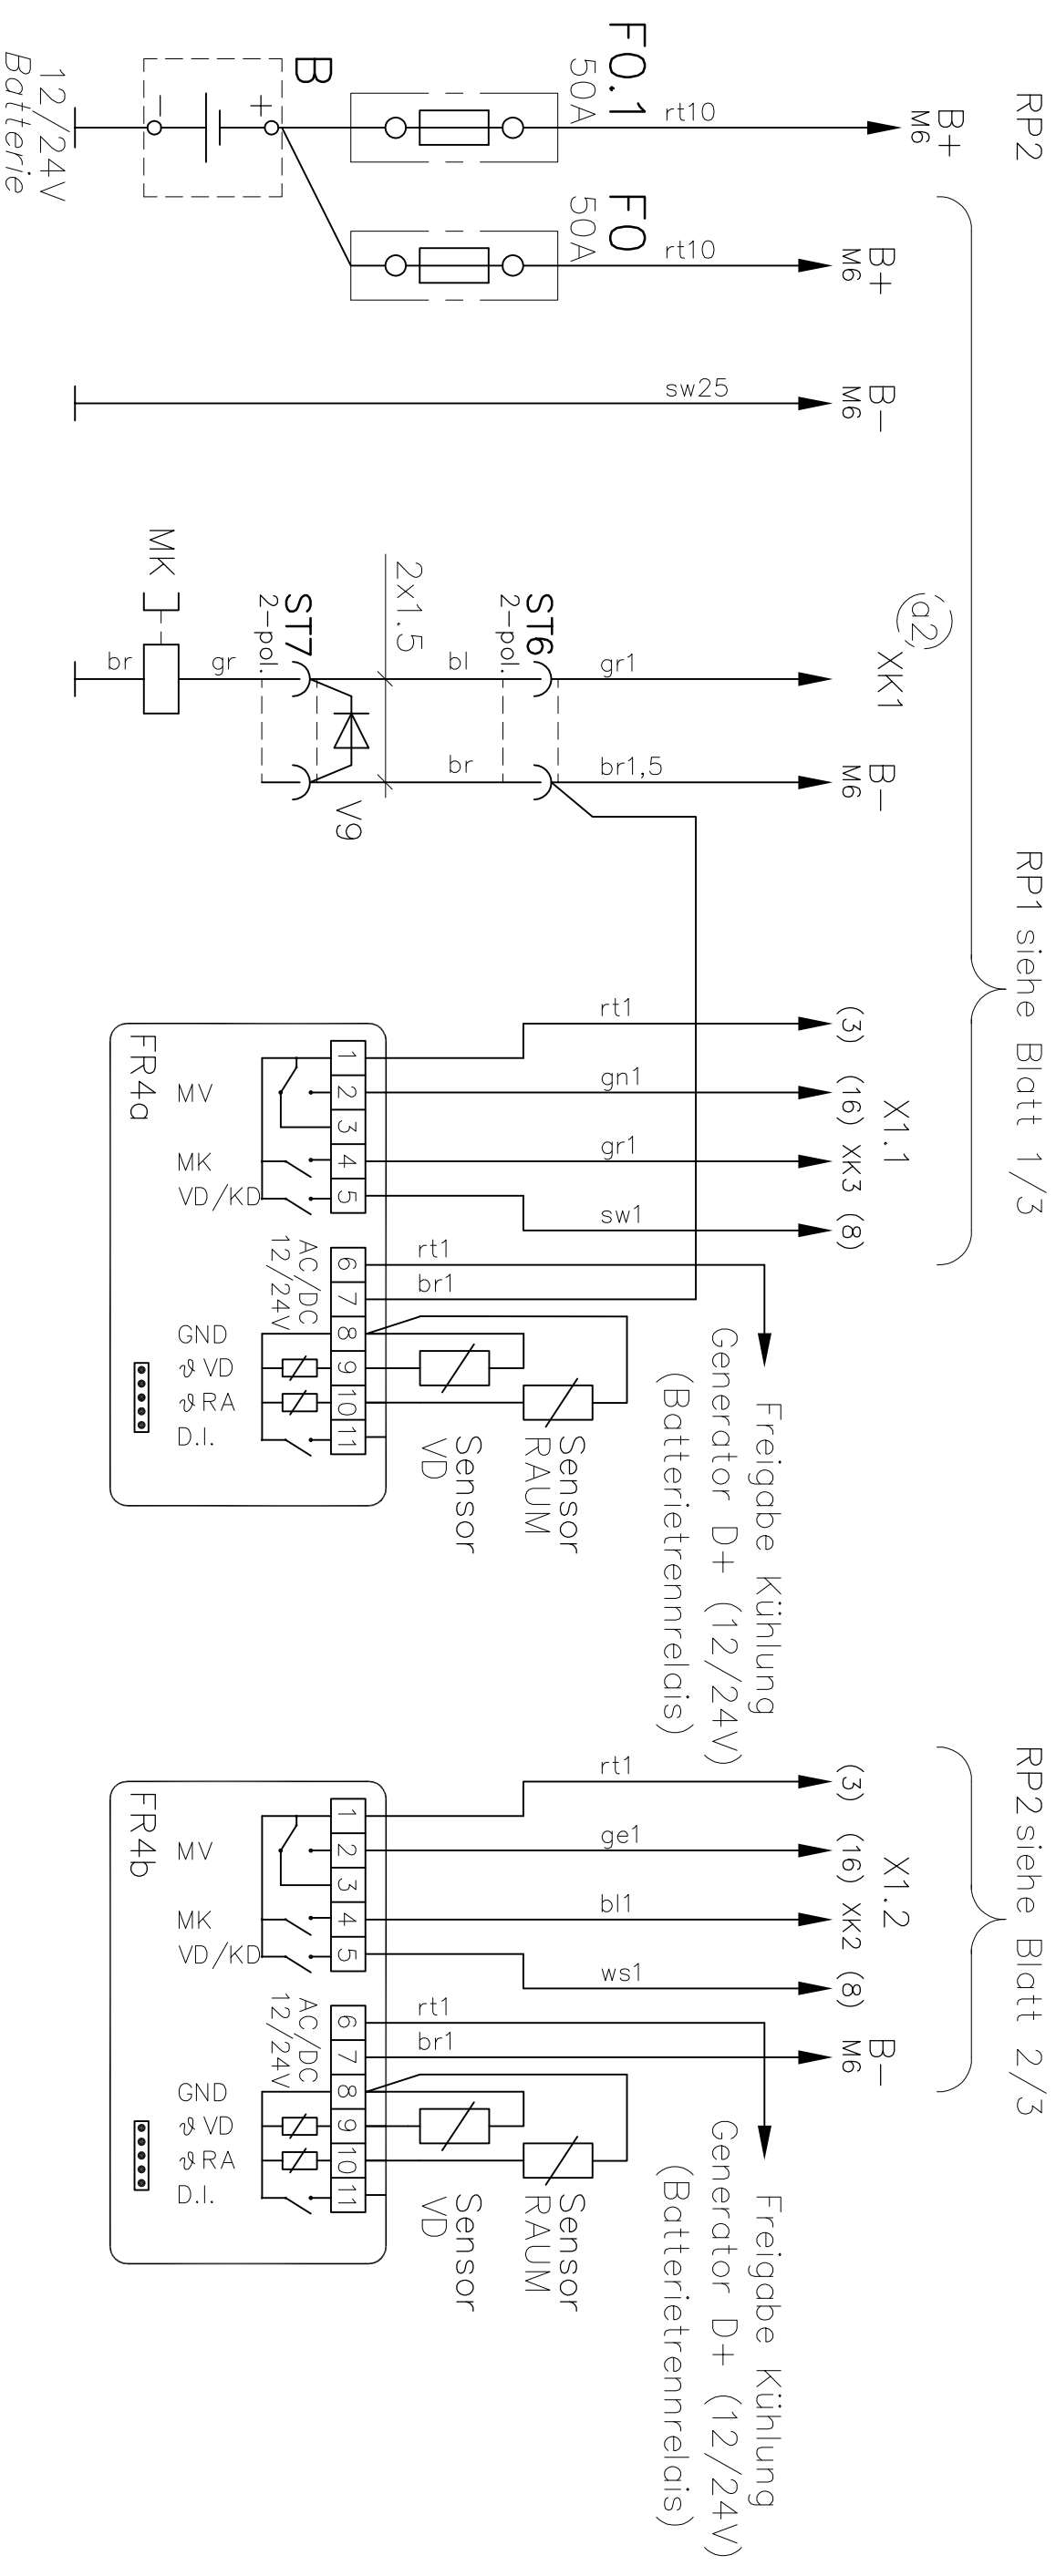 RP2
B+
M6
F0.1
50A
rt10
B
12/24V
Batterie
+
−
F0
50A
rt10
B+
M6
sw25
B−
M6
RP1 siehe Blatt 1/3
a2
XK1
gr1
ST6
2−pol.
bl
2x1.5
ST7
2−pol.
gr
br
MK
B−
M6
br1,5
br
V9
X1.1
(3)
(16)
XK3
(8)
rt1
gn1
gr1
sw1
rt1
br1
1
2
3
4
5
6
7
8
9
10
11
FR4a
MV
MK
VD/KD
AC/DC
12/24V
GND
ϑ VD
ϑ RA
D.I.
Sensor
VD
Sensor
RAUM
Freigabe Kühlung
Generator D+ (12/24V)
(Batterietrennrelais)
RP2 siehe Blatt 2/3
X1.2
(3)
(16)
XK2
(8)
B−
M6
rt1
ge1
bl1
ws1
rt1
br1
1
2
3
4
5
6
7
8
9
10
11
FR4b
MV
MK
VD/KD
AC/DC
12/24V
GND
ϑ VD
ϑ RA
D.I.
Sensor
VD
Sensor
RAUM
Freigabe Kühlung
Generator D+ (12/24V)
(Batterietrennrelais)